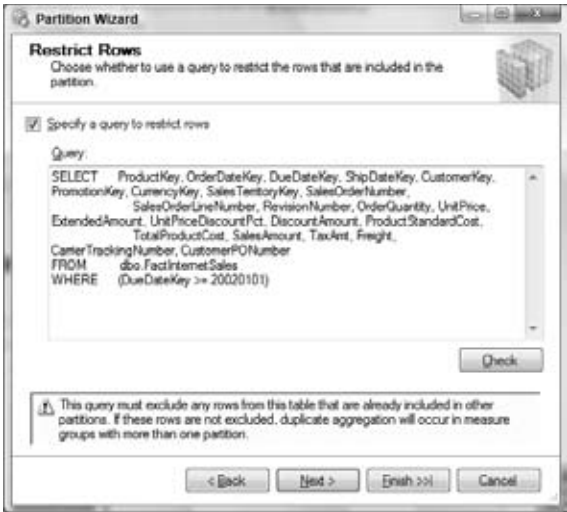 Partition Wizard
Restrict Rows
Choose whether to use a query to restrict the rows that are included in the
partition.
Specify a query to restrict rows
Query:
SELECT ProductKey, OrderDateKey, DueDateKey, ShipDateKey, CustomerKey,
PromotionKey, CurrencyKey, SalesTerritoryKey, SalesOrderNumber,
SalesOrderLineNumber, RevisionNumber, OrderQuantity, UnitPrice,
ExtendedAmount, UnitPriceDiscountPct, DiscountAmount, ProductStandardCost,
TotalProductCost, SalesAmount, TaxAmt, Freight,
CarrierTrackingNumber, CustomerPONumber
FROM dbo.FactInternetSales
WHERE (DueDateKey >= 20020101)
Check
This query must exclude any rows from this table that are already included in other
partitions. If these rows are not excluded, duplicate aggregation will occur in measure
groups with more than one partition.
< Back Next > Finish >>| Cancel